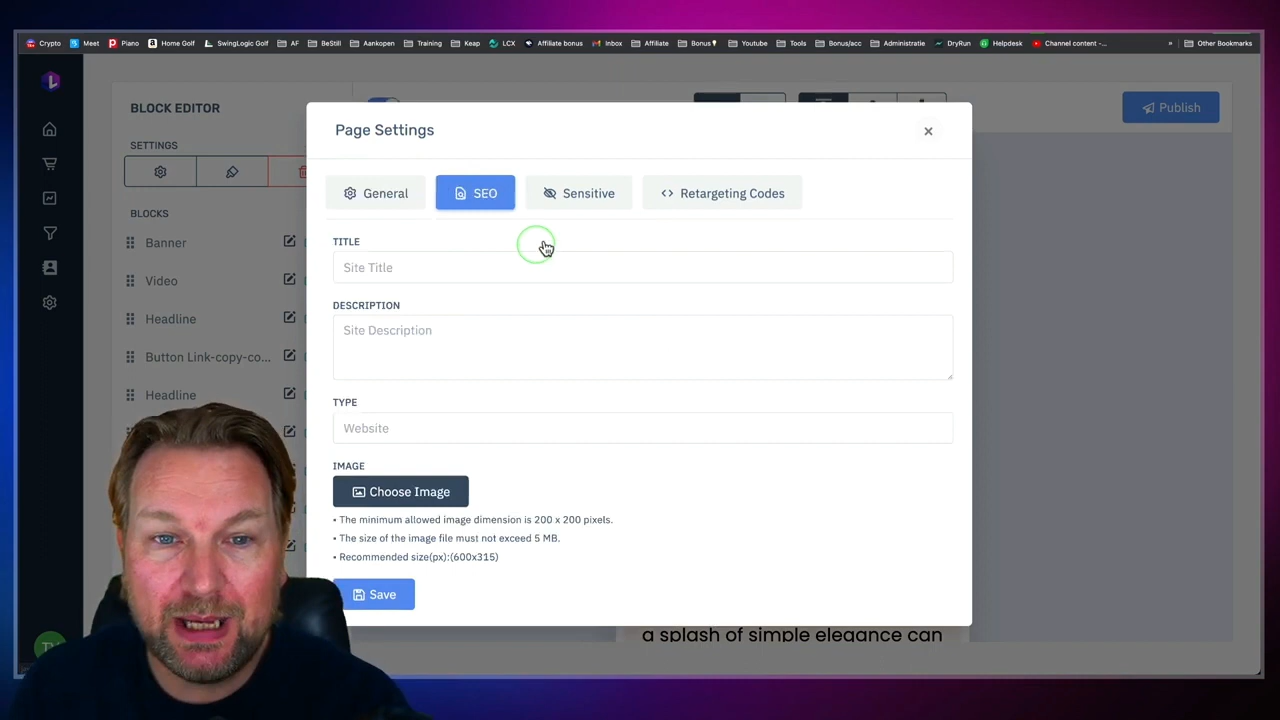 Crypto Meet Piano Home Golf SwingLogic Golf AF BeStill Aankopen Training Keap LCX Affiliate bonus Inbox Affiliate Bonus Youtube Tools Bonus/acc Administratie DryRun Helpdesk Channel content -... » Other Bookmarks
BLOCK EDITOR
Publish
SETTINGS
BLOCKS
Banner
Video
Headline
Button Link-copy-co...
Headline
Page Settings
General SEO Sensitive Retargeting Codes
TITLE
Site Title
DESCRIPTION
Site Description
TYPE
Website
IMAGE
Choose Image
• The minimum allowed image dimension is 200 x 200 pixels.
• The size of the image file must not exceed 5 MB.
• Recommended size(px):(600x315)
Save
a splash of simple elegance can